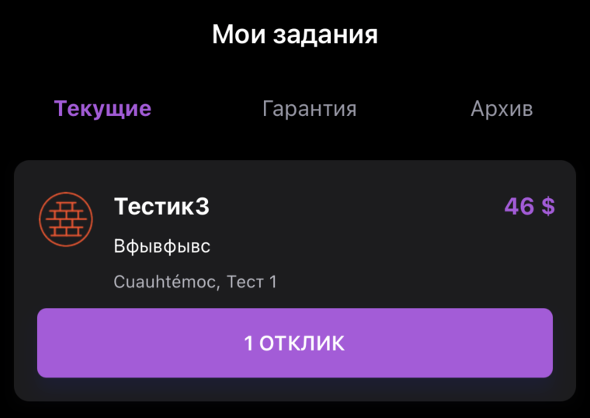 Мои задания
Текущие Гарантия Архив
Тестик3 46 $
Вфывфывс
Cuauhtémoc, Тест 1
1 ОТКЛИК